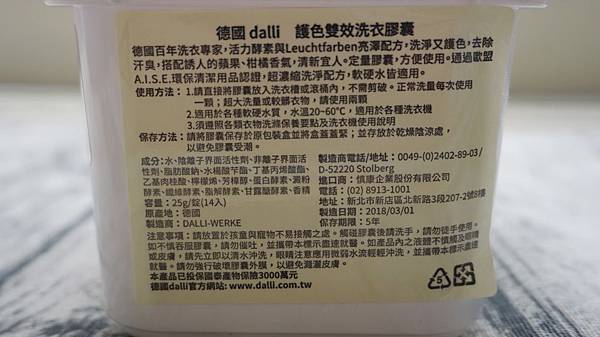 德國 dalli 護色雙效洗衣膠囊
德國百年洗衣專家，活力酵素與Leuchtfarben亮澤配方，洗淨又護色，去除
汗臭，搭配誘人的蘋果、柑橘香氣，清新宜人。定量膠囊，方便使用。通過歐盟
A.I.S.E.環保清潔用品認證，超濃縮洗淨配方，軟硬水皆適用。
使用方法：1.請直接將膠囊放入洗衣槽或滾桶內，不需剪破。正常洗量每次使用
一顆；超大洗量或較髒衣物，請使用兩顆
2.適用於各種軟硬水質，水溫20~60℃，適用於各種洗衣機
3.須遵照各類衣物洗滌保養要點及洗衣機使用說明
保存方法：請將膠囊保存於原包裝盒並將盒蓋蓋緊；並存放於乾燥陰涼處，
以避免膠囊受潮。
成分：水、陰離子界面活性劑、非離子界面活
性劑、脂肪酸鈉、水楊酸苄酯、丁基丙烯酸酯、
乙基肉桂酸、檸檬烯、芳樟醇、蛋白酵素、澱粉
酵素、纖維酵素、脂解酵素、甘露醣酵素、香精
容量：25g/錠(14入)
原產地：德國
製造商：DALLI-WERKE
製造商電話/地址：0049-(0)2402-89-03 /
D-52220 Stolberg
進口商：慎康企業股份有限公司
電話：(02) 8913-1001
地址：新北市新店區北新路3段207-2號8樓
製造日期：2018/03/01
保存期限：5年
注意事項：請放置於孩童與寵物不易接觸之處。觸碰膠囊後請洗手，請勿徒手使用。
如不慎吞服膠囊，請勿催吐，並攜帶本標示盡速就醫。如產品內之液體不慎觸及眼睛
或皮膚，請先立即以清水沖洗，眼睛注意應用微弱水流輕輕沖洗，並攜帶本標示盡速
就醫。請勿強行破壞膠囊外膜，以避免濺灑皮膚。
本產品已投保國泰產物保險3000萬元
德國dalli官方網站: www.dalli.com.tw
5